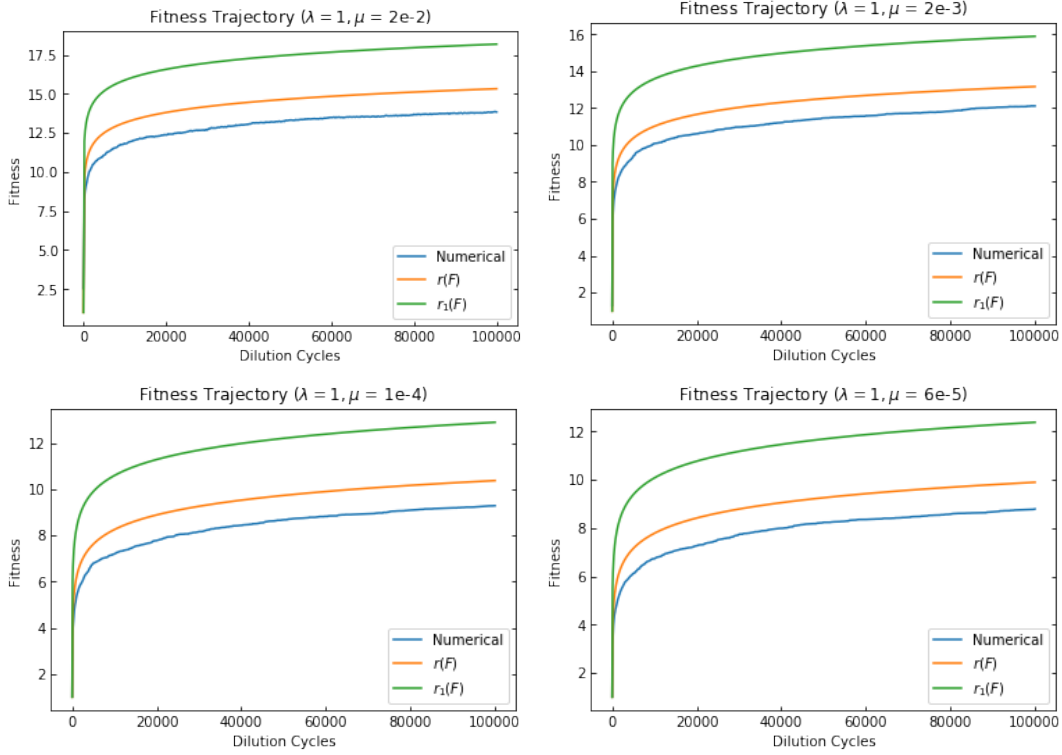 Fitness Trajectory (λ = 1, μ = 2e-2)
Fitness
17.5
15.0
12.5
10.0
7.5
5.0
2.5
Numerical
r(F)
r₁(F)
0 20000 40000 60000 80000 100000
Dilution Cycles
Fitness Trajectory (λ = 1, μ = 2e-3)
Fitness
16
14
12
10
8
6
4
2
Numerical
r(F)
r₁(F)
0 20000 40000 60000 80000 100000
Dilution Cycles
Fitness Trajectory (λ = 1, μ = 1e-4)
Fitness
12
10
8
6
4
2
Numerical
r(F)
r₁(F)
0 20000 40000 60000 80000 100000
Dilution Cycles
Fitness Trajectory (λ = 1, μ = 6e-5)
Fitness
12
10
8
6
4
2
Numerical
r(F)
r₁(F)
0 20000 40000 60000 80000 100000
Dilution Cycles